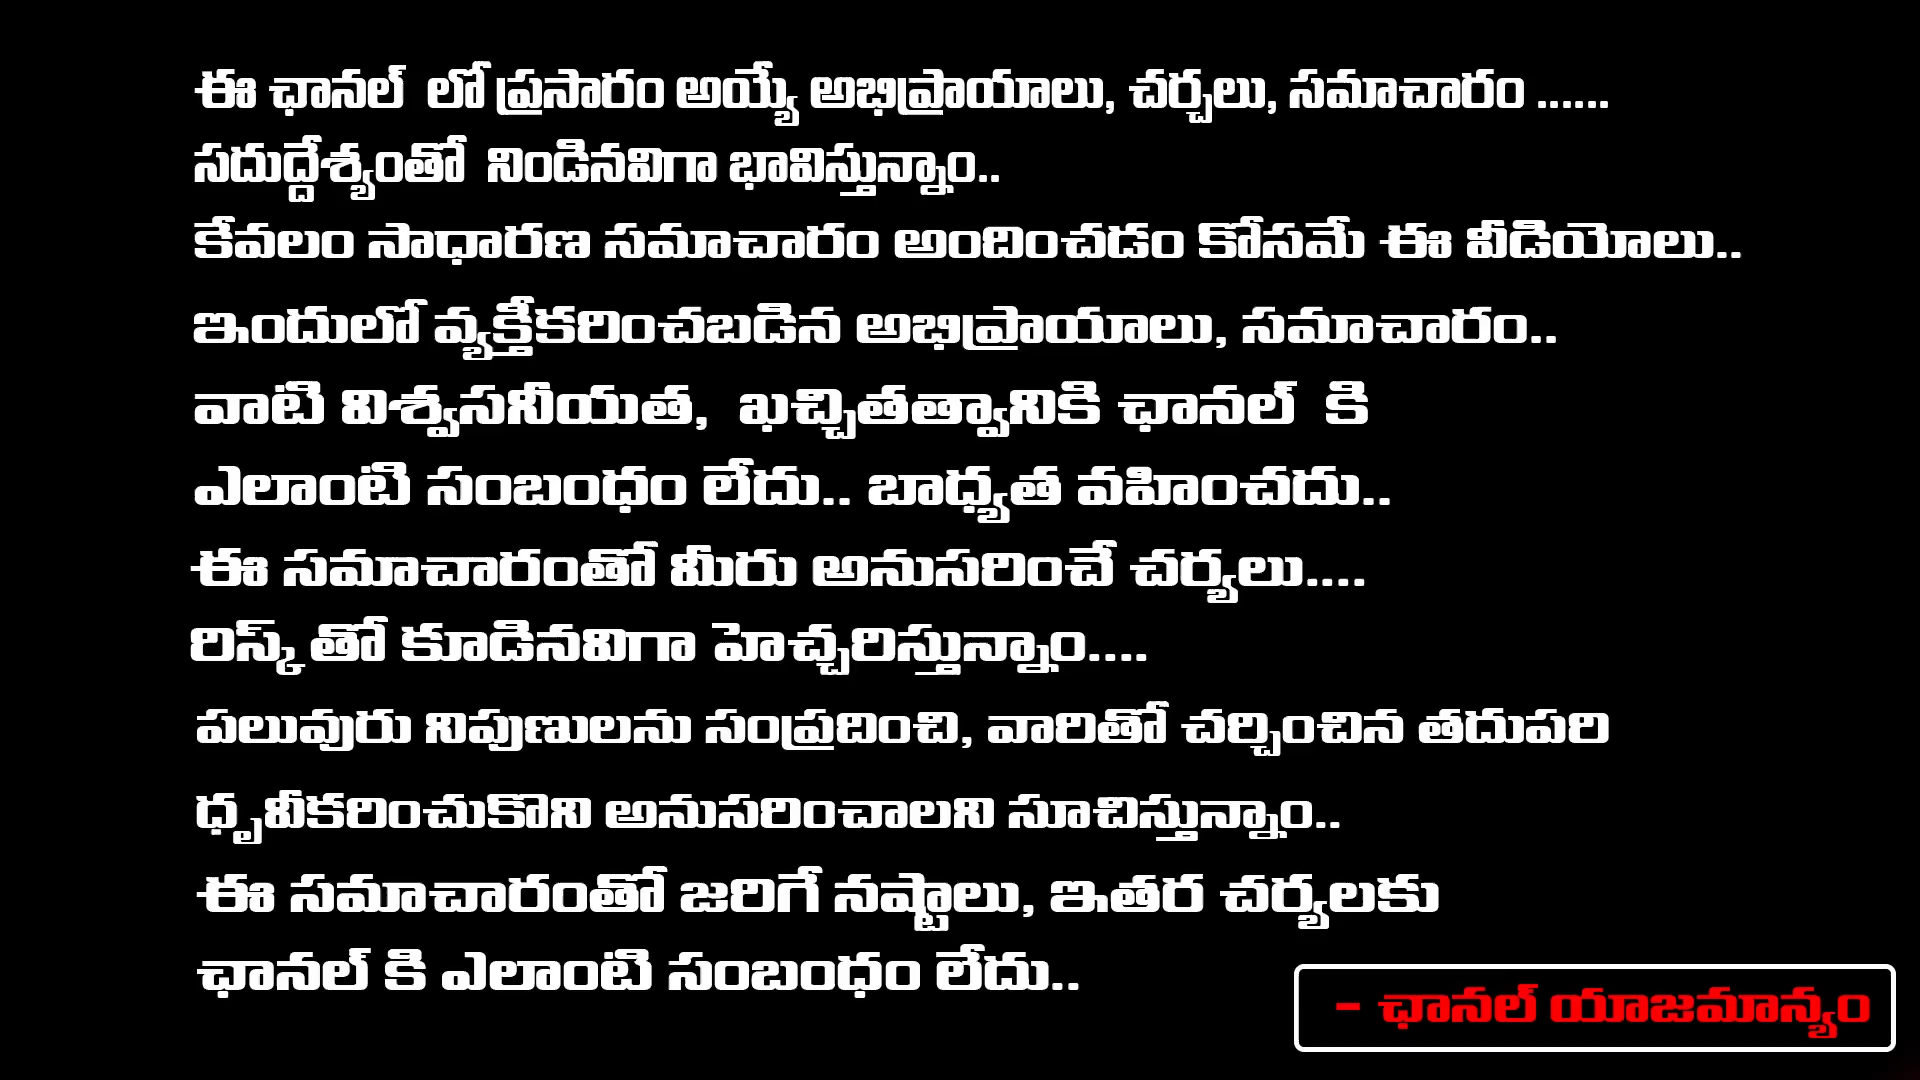 ఈ ఛానల్ లో ప్రసారం అయ్యే అభిప్రాయాలు, చర్చలు, సమాచారం ......
సదుద్దేశ్యంతో నిండినవిగా భావిస్తున్నాం..
కేవలం సాధారణ సమాచారం అందించడం కోసమే ఈ వీడియోలు..
ఇందులో వ్యక్తీకరించబడిన అభిప్రాయాలు, సమాచారం..
వాటి విశ్వసనీయత, ఖచ్చితత్వానికి ఛానల్ కి
ఎలాంటి సంబంధం లేదు.. బాధ్యత వహించదు..
ఈ సమాచారంతో మీరు అనుసరించే చర్యలు....
రిస్క్ తో కూడినవిగా హెచ్చరిస్తున్నాం....
పలువురు నిపుణులను సంప్రదించి, వారితో చర్చించిన తదుపరి
ధృవీకరించుకొని అనుసరించాలని సూచిస్తున్నాం..
ఈ సమాచారంతో జరిగే నష్టాలు, ఇతర చర్యలకు
ఛానల్ కి ఎలాంటి సంబంధం లేదు..
- ఛానల్ యాజమాన్యం